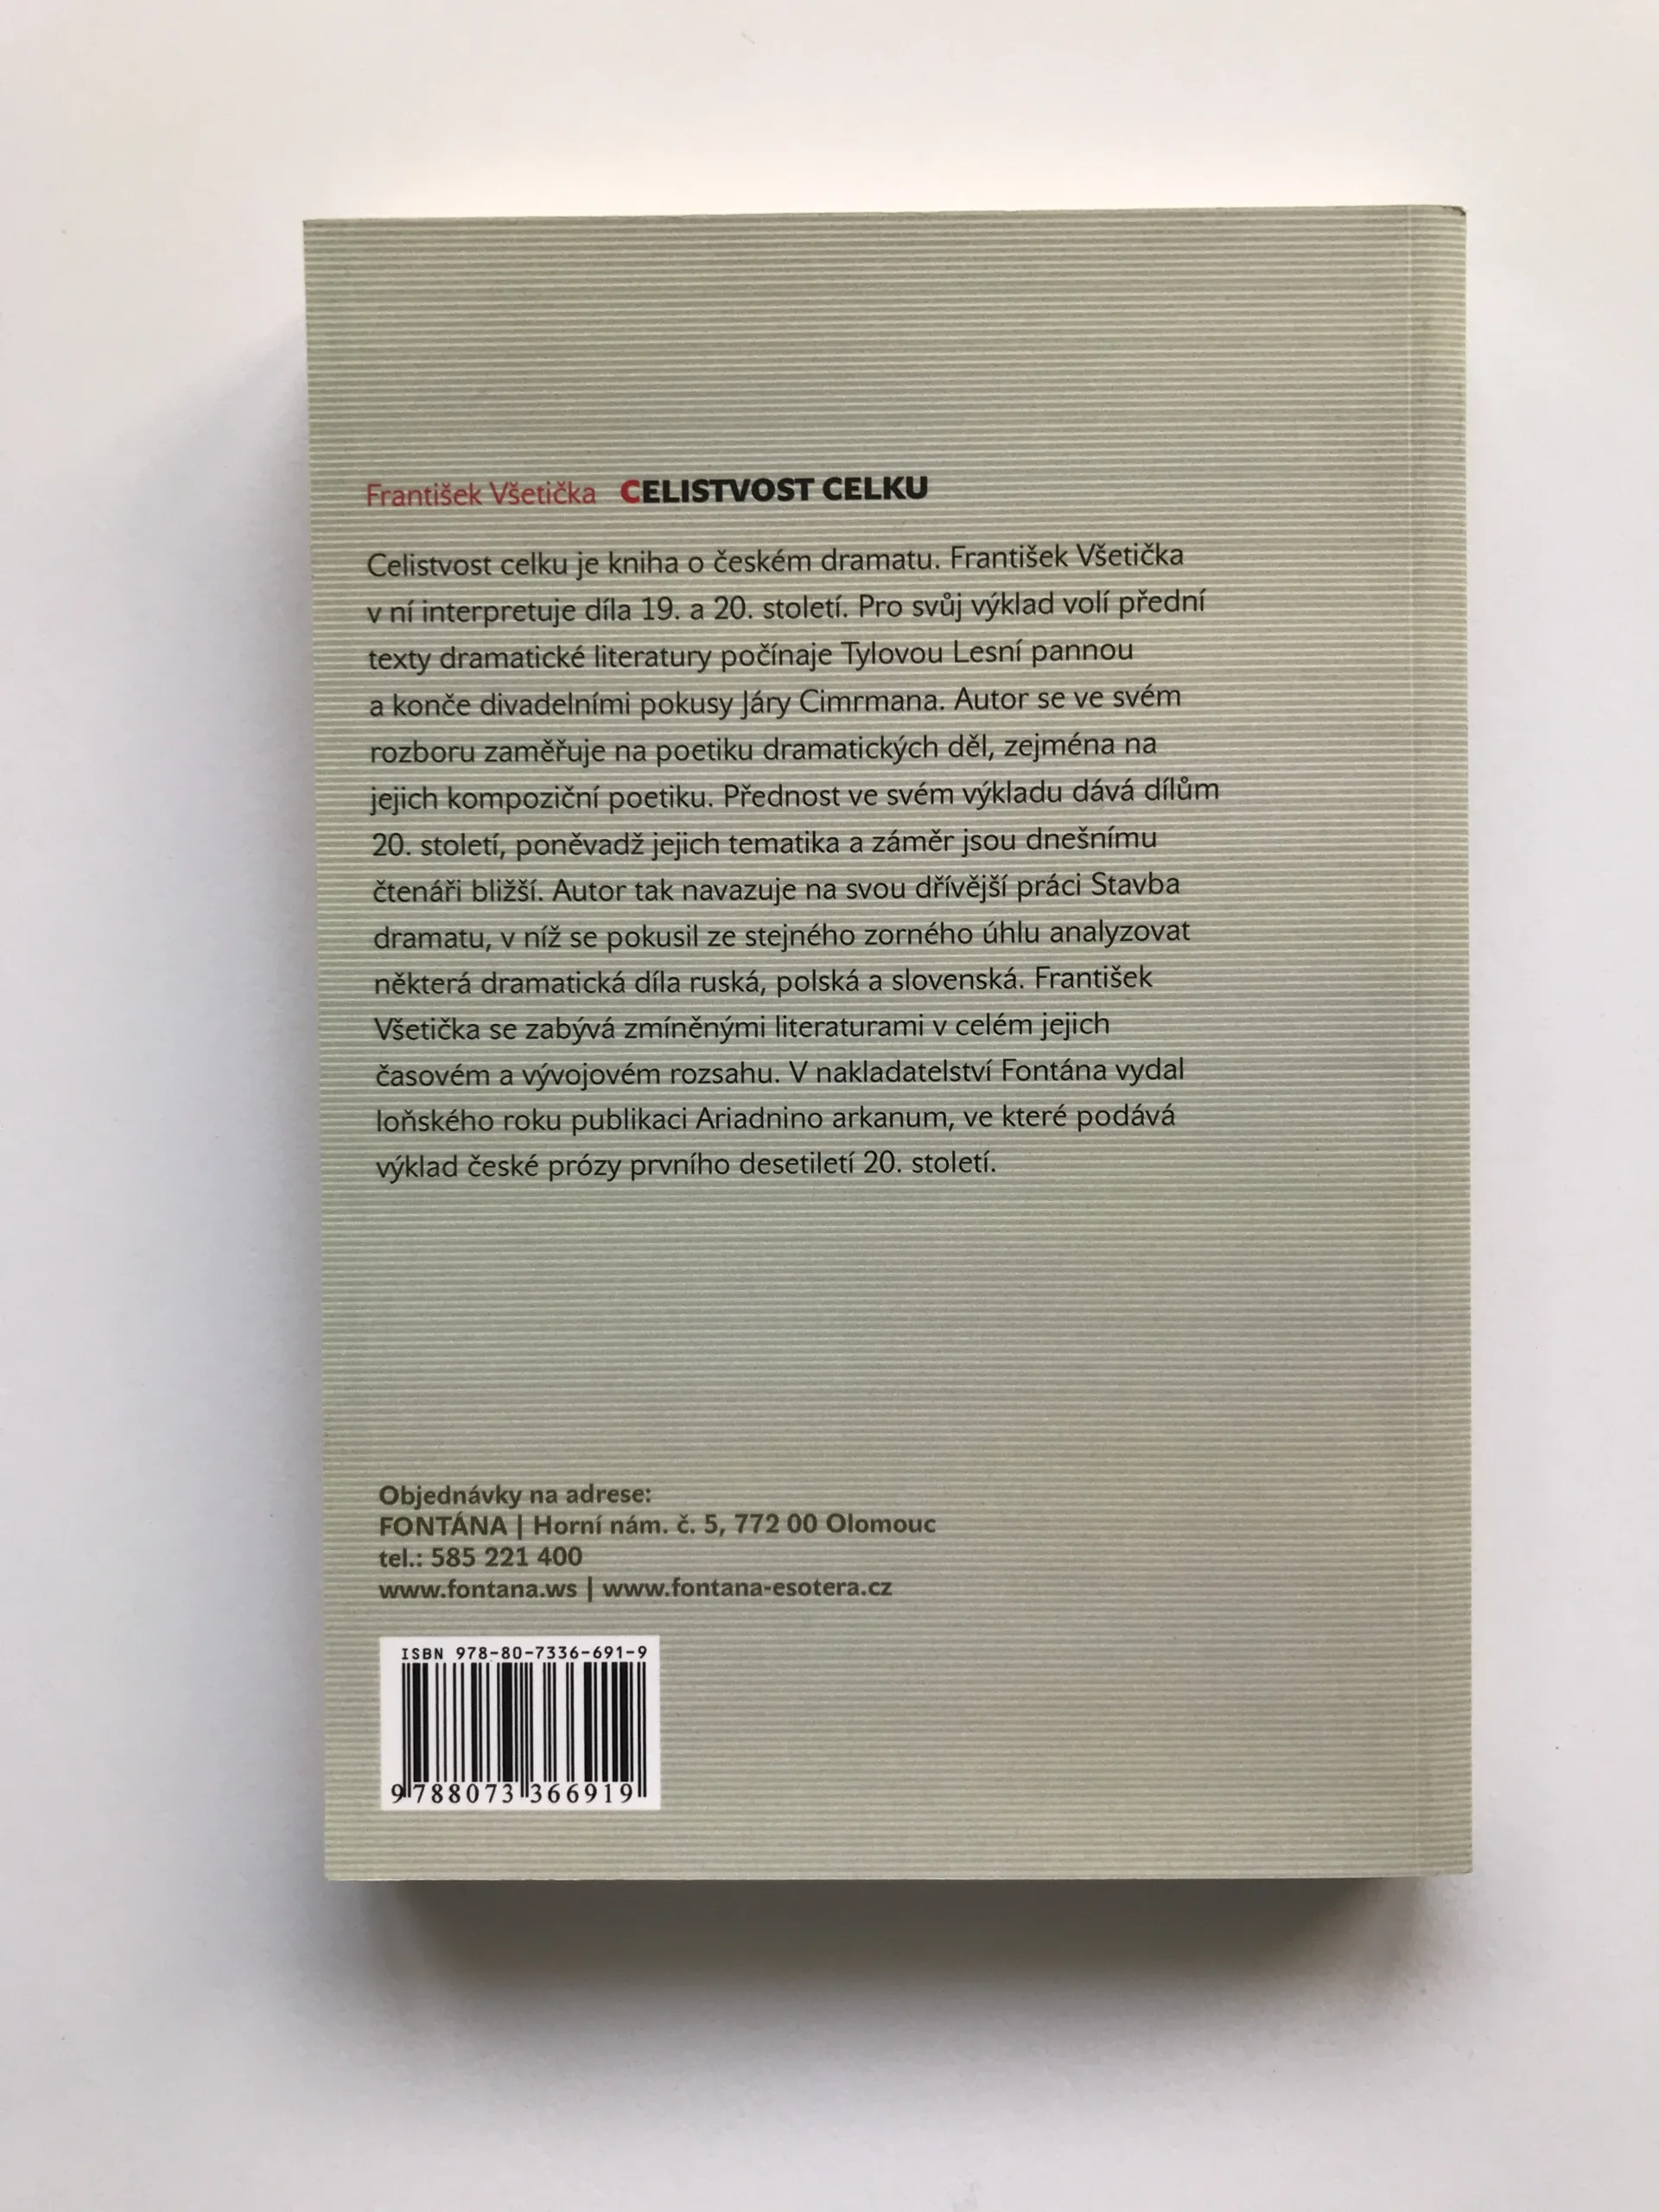 František Všetička CELISTVOST CELKU
Celistvost celku je kniha o českém dramatu. František Všetička
v ní interpretuje díla 19. a 20. století. Pro svůj výklad volí přední
texty dramatické literatury počínaje Tylovou Lesní pannou
a konče divadelními pokusy Járy Cimrmana. Autor se ve svém
rozboru zaměřuje na poetiku dramatických děl, zejména na
jejich kompoziční poetiku. Přednost ve svém výkladu dává dílům
20. století, poněvadž jejich tematika a záměr jsou dnešnímu
čtenáři bližší. Autor tak navazuje na svou dřívější práci Stavba
dramatu, v níž se pokusil ze stejného zorného úhlu analyzovat
některá dramatická díla ruská, polská a slovenská. František
Všetička se zabývá zmíněnými literaturami v celém jejich
časovém a vývojovém rozsahu. V nakladatelství Fontána vydal
loňského roku publikaci Ariadnino arkanum, ve které podává
výklad české prózy prvního desetiletí 20. století.
Objednávky na adrese:
FONTÁNA | Horní nám. č. 5, 772 00 Olomouc
tel.: 585 221 400
www.fontana.ws | www.fontana-esotera.cz
ISBN 978-80-7336-691-9
9 788073 366919